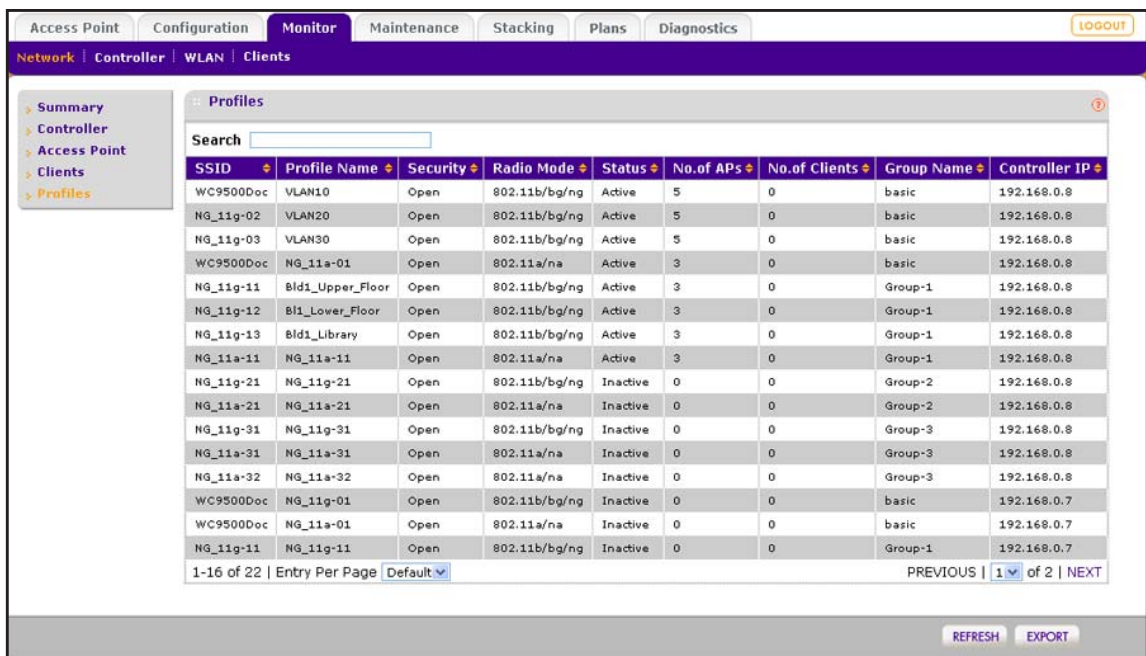 Access Point Configuration Monitor Maintenance Stacking Plans Diagnostics LOGOUT
Network Controller WLAN Clients
Summary
Controller
Access Point
Clients
Profiles
Profiles ?
Search
SSID Profile Name Security Radio Mode Status No.of APs No.of Clients Group Name Controller IP
WC9500Doc VLAN10 Open 802.11b/bg/ng Active 5 0 basic 192.168.0.8
NG_11g-02 VLAN20 Open 802.11b/bg/ng Active 5 0 basic 192.168.0.8
NG_11g-03 VLAN30 Open 802.11b/bg/ng Active 5 0 basic 192.168.0.8
WC9500Doc NG_11a-01 Open 802.11a/na Active 3 0 basic 192.168.0.8
NG_11g-11 Bld1_Upper_Floor Open 802.11b/bg/ng Active 3 0 Group-1 192.168.0.8
NG_11g-12 Bl1_Lower_Floor Open 802.11b/bg/ng Active 3 0 Group-1 192.168.0.8
NG_11g-13 Bld1_Library Open 802.11b/bg/ng Active 3 0 Group-1 192.168.0.8
NG_11a-11 NG_11a-11 Open 802.11a/na Active 3 0 Group-1 192.168.0.8
NG_11g-21 NG_11g-21 Open 802.11b/bg/ng Inactive 0 0 Group-2 192.168.0.8
NG_11a-21 NG_11a-21 Open 802.11a/na Inactive 0 0 Group-2 192.168.0.8
NG_11g-31 NG_11g-31 Open 802.11b/bg/ng Inactive 0 0 Group-3 192.168.0.8
NG_11a-31 NG_11a-31 Open 802.11a/na Inactive 0 0 Group-3 192.168.0.8
NG_11a-32 NG_11a-32 Open 802.11a/na Inactive 0 0 Group-3 192.168.0.8
WC9500Doc NG_11g-01 Open 802.11b/bg/ng Inactive 0 0 basic 192.168.0.7
WC9500Doc NG_11a-01 Open 802.11a/na Inactive 0 0 basic 192.168.0.7
NG_11g-11 NG_11g-11 Open 802.11b/bg/ng Inactive 0 0 Group-1 192.168.0.7
1-16 of 22 | Entry Per Page Default PREVIOUS | 1 of 2 | NEXT
REFRESH EXPORT